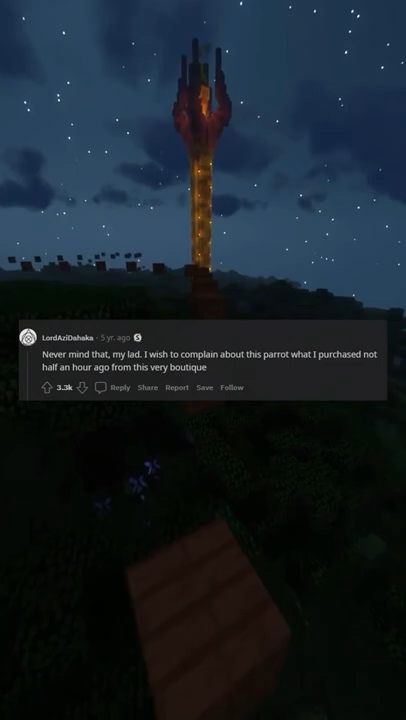 LordAziDahaka · 5 yr. ago S
Never mind that, my lad. I wish to complain about this parrot what I purchased not
half an hour ago from this very boutique
3.3k Reply Share Report Save Follow